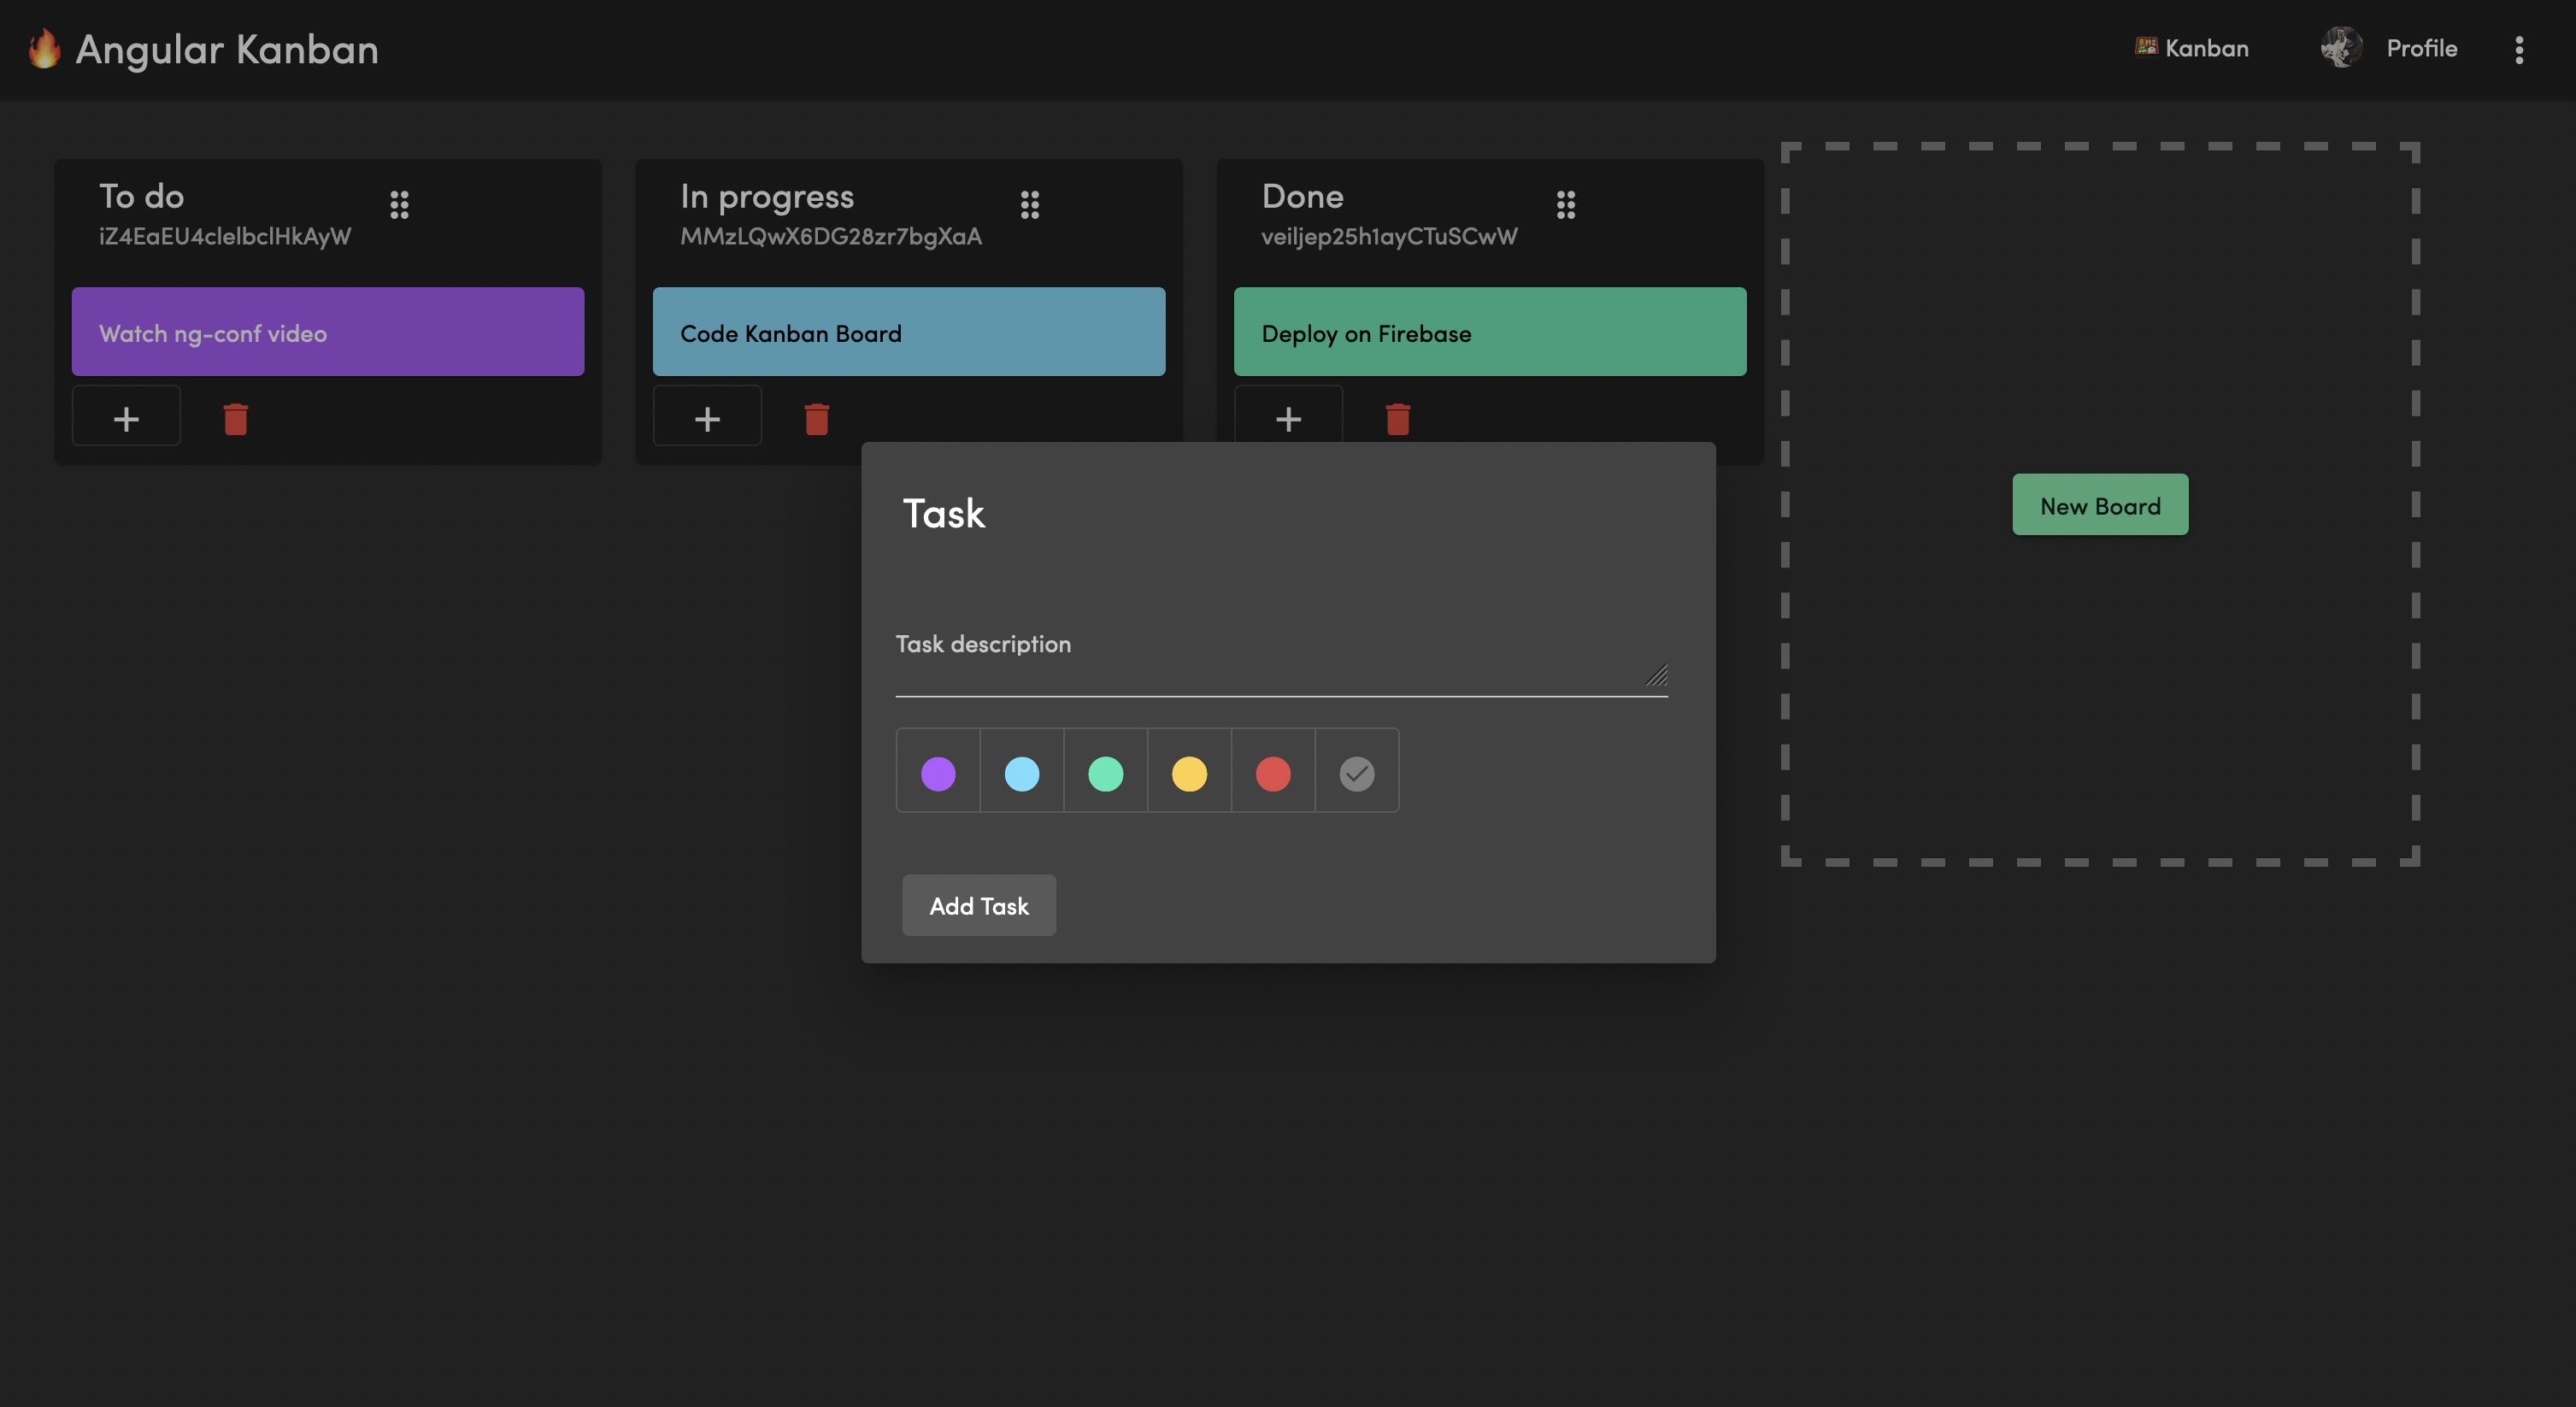 Angular Kanban
Kanban
Profile
To do
iZ4EaEU4clelbclHkAyW
In progress
MMzLQwX6DG28zr7bgXaA
Done
veiljep25h1ayCTuSCwW
Watch ng-conf video
Code Kanban Board
Deploy on Firebase
New Board
Task
Task description
Add Task